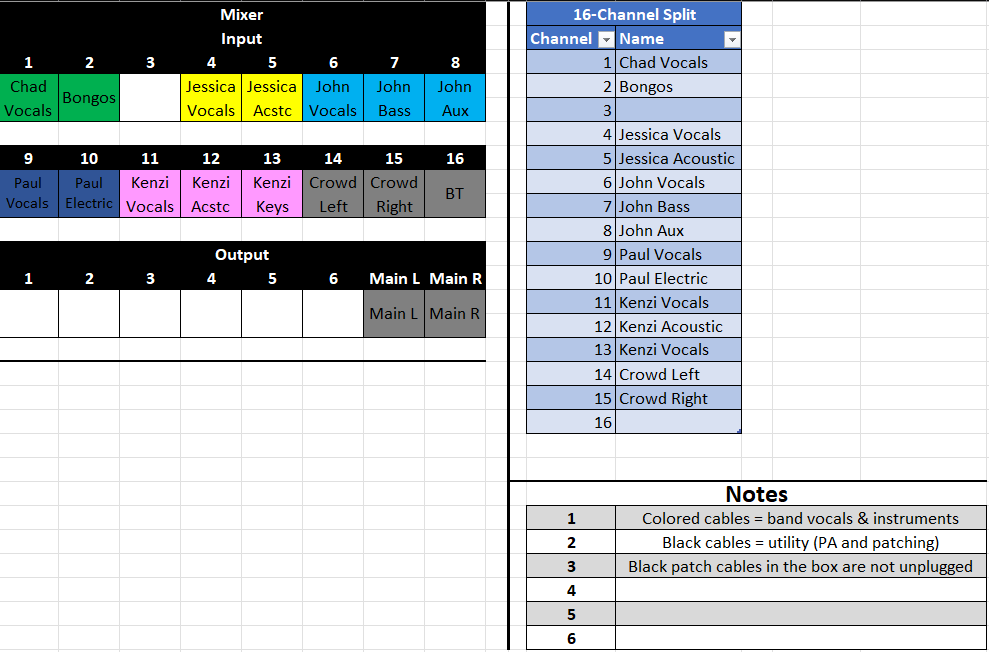 Mixer
Input
1 2 3 4 5 6 7 8
Chad Vocals Bongos Jessica Vocals Jessica Acstc John Vocals John Bass John Aux
9 10 11 12 13 14 15 16
Paul Vocals Paul Electric Kenzi Vocals Kenzi Acstc Kenzi Keys Crowd Left Crowd Right BT
Output
1 2 3 4 5 6 Main L Main R
Main L Main R
16-Channel Split
Channel Name
1 Chad Vocals
2 Bongos
3
4 Jessica Vocals
5 Jessica Acoustic
6 John Vocals
7 John Bass
8 John Aux
9 Paul Vocals
10 Paul Electric
11 Kenzi Vocals
12 Kenzi Acoustic
13 Kenzi Vocals
14 Crowd Left
15 Crowd Right
16
Notes
1 Colored cables = band vocals & instruments
2 Black cables = utility (PA and patching)
3 Black patch cables in the box are not unplugged
4
5
6